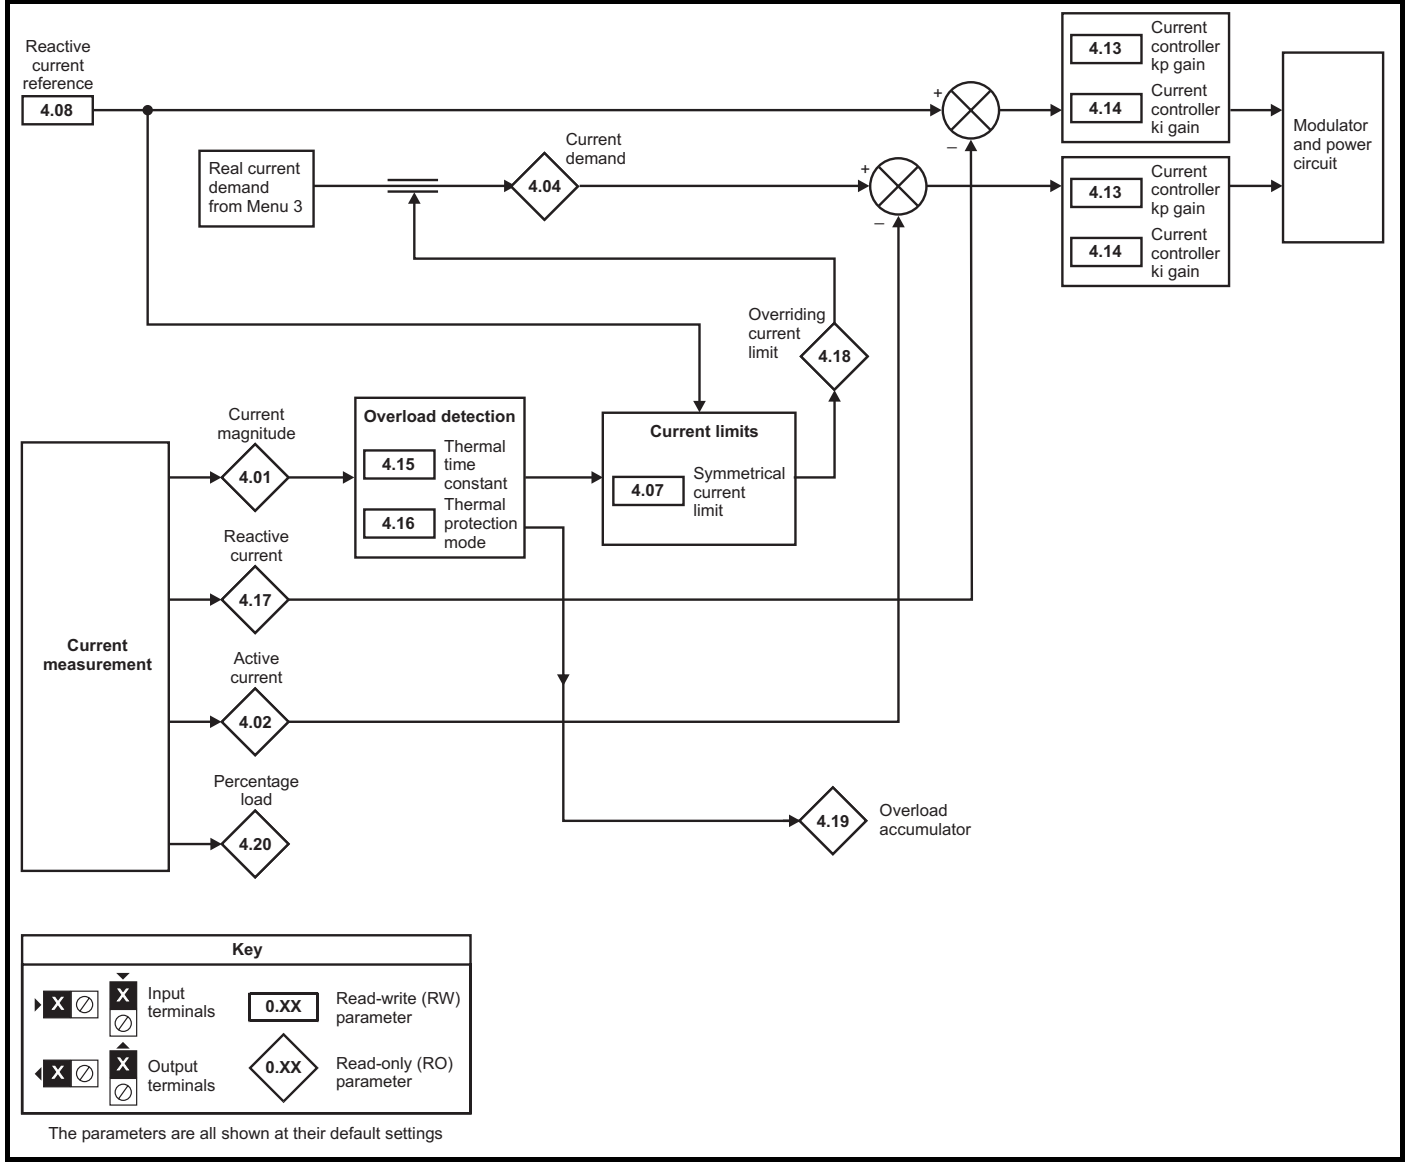 Reactive
current
reference
4.08
Real current
demand
from Menu 3
Current
demand
4.04
+
–
+
–
4.13
Current
controller
kp gain
4.14
Current
controller
ki gain
4.13
Current
controller
kp gain
4.14
Current
controller
ki gain
Modulator
and power
circuit
Overriding
current
limit
4.18
Current
magnitude
4.01
Overload detection
4.15
Thermal
time
constant
4.16
Thermal
protection
mode
Current limits
4.07
Symmetrical
current
limit
Reactive
current
4.17
Current
measurement
Active
current
4.02
Percentage
load
4.20
4.19
Overload
accumulator
Key
X
X
Input
terminals
0.XX
Read-write (RW)
parameter
X
X
Output
terminals
0.XX
Read-only (RO)
parameter
The parameters are all shown at their default settings